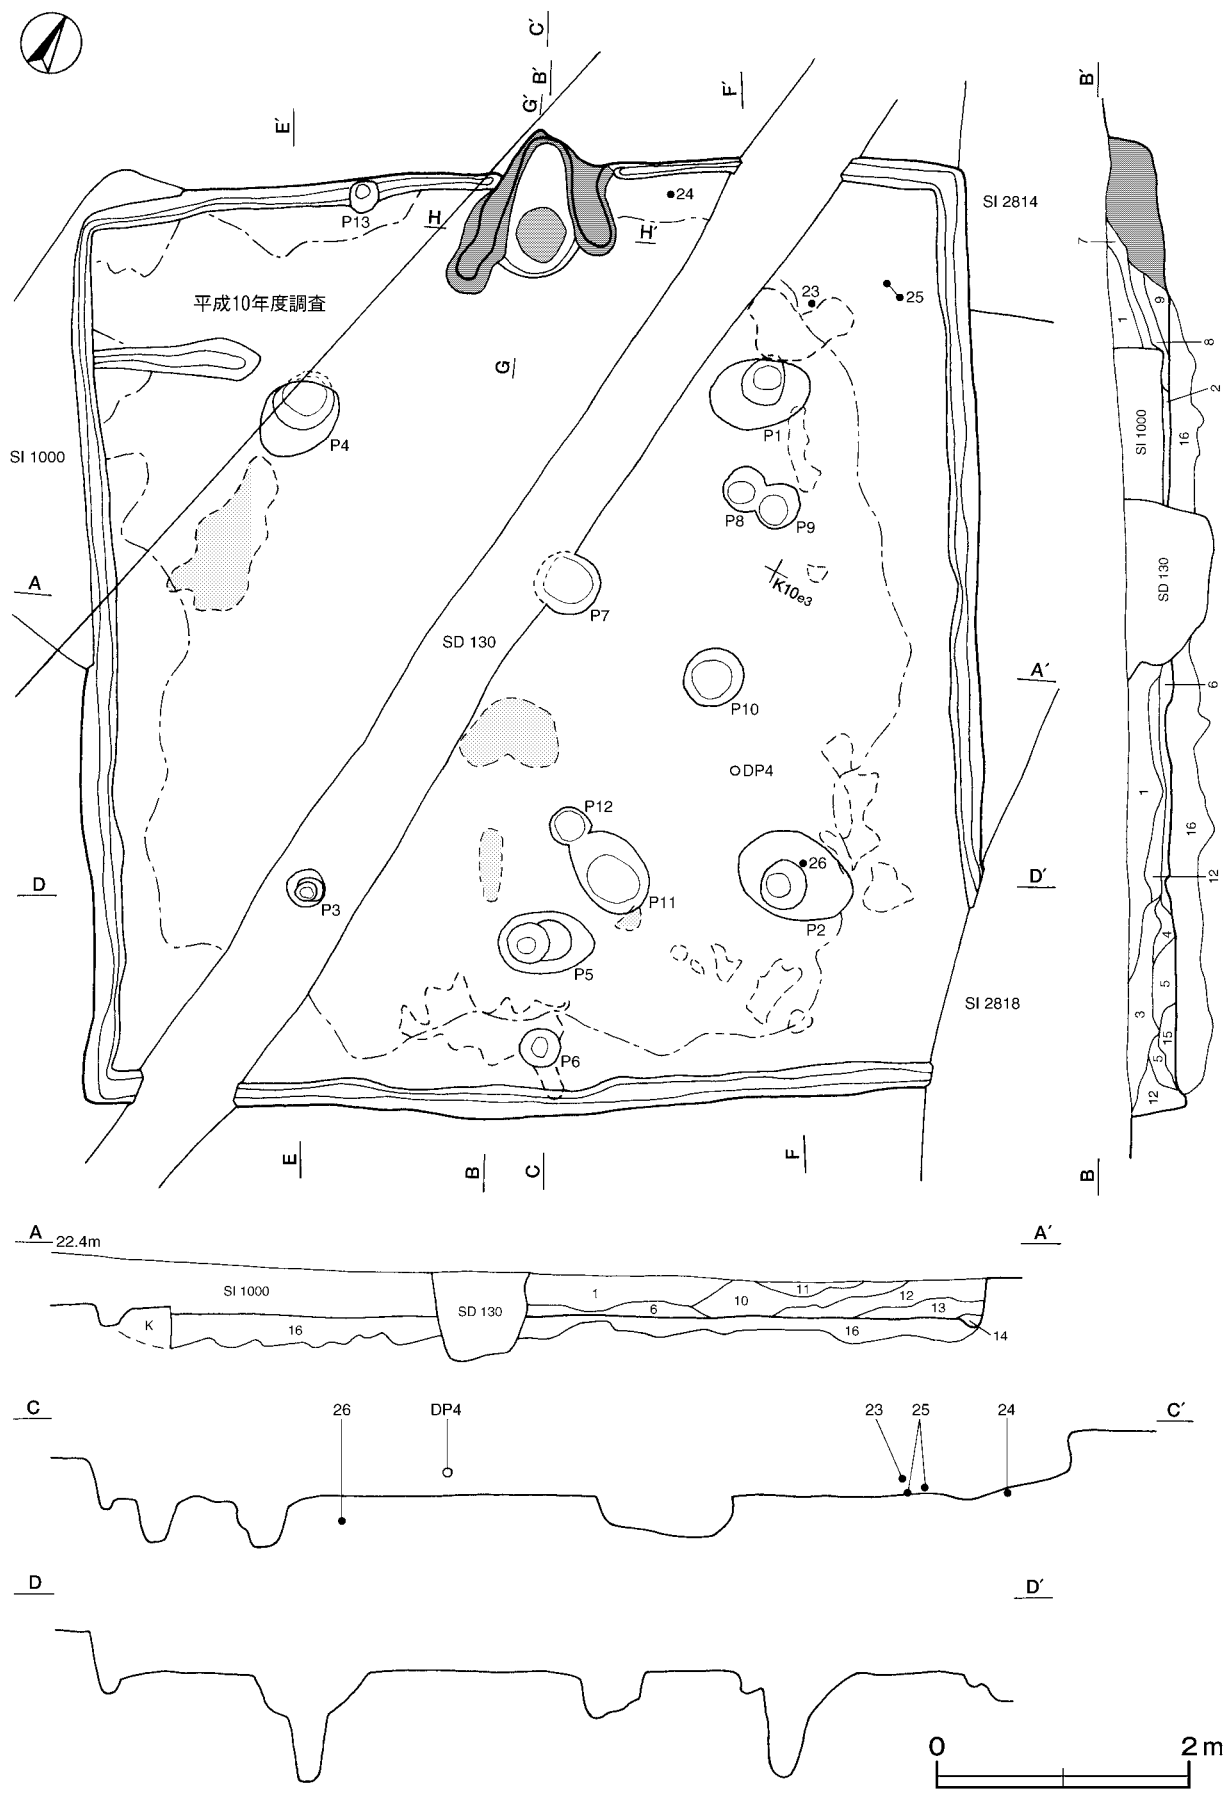 C′
B′
G′
F′
B′
E′
SI 2814
24
P13
H
H′
7
平成10年度調査
23
25
9
1
8
G
2
P1
P4
SI 1000
SI 1000
16
P8
P9
A
K10e3
SD 130
P7
SD 130
A′
6
P10
DP4
1
16
P12
26
D
D′
12
P3
P11
P2
4
P5
5
SI 2818
3
15
P6
5
12
E
B
C
F
B
A 22.4m
A′
SI 1000
1
11
12
SD 130
6
10
13
K
16
16
14
C
26
DP4
23
25
24
C′
D
D′
0
2 m